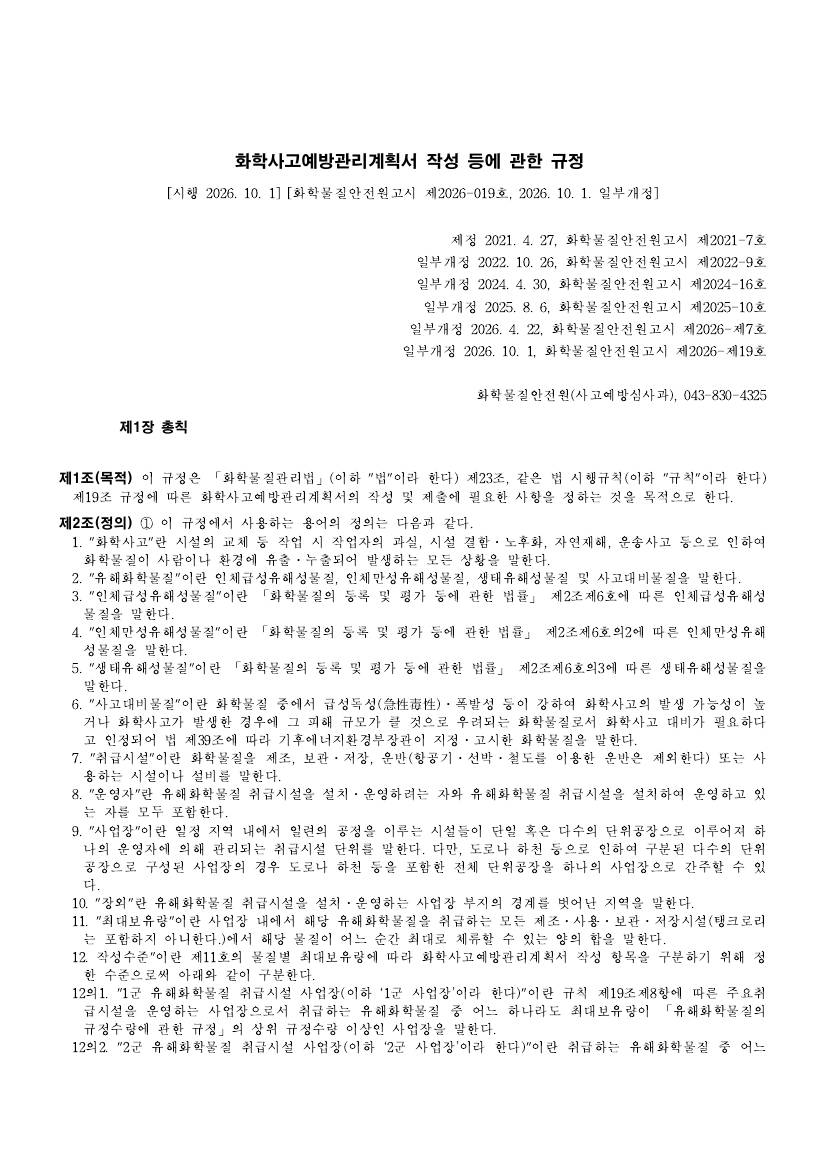 화학사고예방관리계획서 작성 등에 관한 규정
[시행 2026. 10. 1] [화학물질안전원고시 제2026-019호, 2026. 10. 1. 일부개정]
제정 2021. 4. 27, 화학물질안전원고시 제2021-7호
일부개정 2022. 10. 26, 화학물질안전원고시 제2022-9호
일부개정 2024. 4. 30, 화학물질안전원고시 제2024-16호
일부개정 2025. 8. 6, 화학물질안전원고시 제2025-10호
일부개정 2026. 4. 22, 화학물질안전원고시 제2026-제7호
일부개정 2026. 10. 1, 화학물질안전원고시 제2026-제19호
화학물질안전원(사고예방심사과), 043-830-4325
제1장 총칙
제1조(목적) 이 규정은 「화학물질관리법」(이하 "법"이라 한다) 제23조, 같은 법 시행규칙(이하 "규칙"이라 한다)
제19조 규정에 따른 화학사고예방관리계획서의 작성 및 제출에 필요한 사항을 정하는 것을 목적으로 한다.
제2조(정의) ① 이 규정에서 사용하는 용어의 정의는 다음과 같다.
1. "화학사고"란 시설의 교체 등 작업 시 작업자의 과실, 시설 결함ㆍ노후화, 자연재해, 운송사고 등으로 인하여
화학물질이 사람이나 환경에 유출ㆍ누출되어 발생하는 모든 상황을 말한다.
2. "유해화학물질"이란 인체급성유해성물질, 인체만성유해성물질, 생태유해성물질 및 사고대비물질을 말한다.
3. "인체급성유해성물질"이란 「화학물질의 등록 및 평가 등에 관한 법률」 제2조제6호에 따른 인체급성유해성
물질을 말한다.
4. "인체만성유해성물질"이란 「화학물질의 등록 및 평가 등에 관한 법률」 제2조제6호의2에 따른 인체만성유해
성물질을 말한다.
5. "생태유해성물질"이란 「화학물질의 등록 및 평가 등에 관한 법률」 제2조제6호의3에 따른 생태유해성물질을
말한다.
6. "사고대비물질"이란 화학물질 중에서 급성독성(急性毒性)ㆍ폭발성 등이 강하여 화학사고의 발생 가능성이 높
거나 화학사고가 발생한 경우에 그 피해 규모가 클 것으로 우려되는 화학물질로서 화학사고 대비가 필요하다
고 인정되어 법 제39조에 따라 기후에너지환경부장관이 지정ㆍ고시한 화학물질을 말한다.
7. "취급시설"이란 화학물질을 제조, 보관ㆍ저장, 운반(항공기ㆍ선박ㆍ철도를 이용한 운반은 제외한다) 또는 사
용하는 시설이나 설비를 말한다.
8. "운영자"란 유해화학물질 취급시설을 설치ㆍ운영하려는 자와 유해화학물질 취급시설을 설치하여 운영하고 있
는 자를 모두 포함한다.
9. "사업장"이란 일정 지역 내에서 일련의 공정을 이루는 시설들이 단일 혹은 다수의 단위공장으로 이루어져 하
나의 운영자에 의해 관리되는 취급시설 단위를 말한다. 다만, 도로나 하천 등으로 인하여 구분된 다수의 단위
공장으로 구성된 사업장의 경우 도로나 하천 등을 포함한 전체 단위공장을 하나의 사업장으로 간주할 수 있
다.
10. "장외"란 유해화학물질 취급시설을 설치ㆍ운영하는 사업장 부지의 경계를 벗어난 지역을 말한다.
11. "최대보유량"이란 사업장 내에서 해당 유해화학물질을 취급하는 모든 제조ㆍ사용ㆍ보관ㆍ저장시설(탱크로리
는 포함하지 아니한다.)에서 해당 물질이 어느 순간 최대로 체류할 수 있는 양의 합을 말한다.
12. 작성수준"이란 제11호의 물질별 최대보유량에 따라 화학사고예방관리계획서 작성 항목을 구분하기 위해 정
한 수준으로써 아래와 같이 구분한다.
12의1. "1군 유해화학물질 취급시설 사업장(이하 '1군 사업장'이라 한다)"이란 규칙 제19조제8항에 따른 주요취
급시설을 운영하는 사업장으로서 취급하는 유해화학물질 중 어느 하나라도 최대보유량이 「유해화학물질의
규정수량에 관한 규정」의 상위 규정수량 이상인 사업장을 말한다.
12의2. "2군 유해화학물질 취급시설 사업장(이하 '2군 사업장'이라 한다)"이란 취급하는 유해화학물질 중 어느